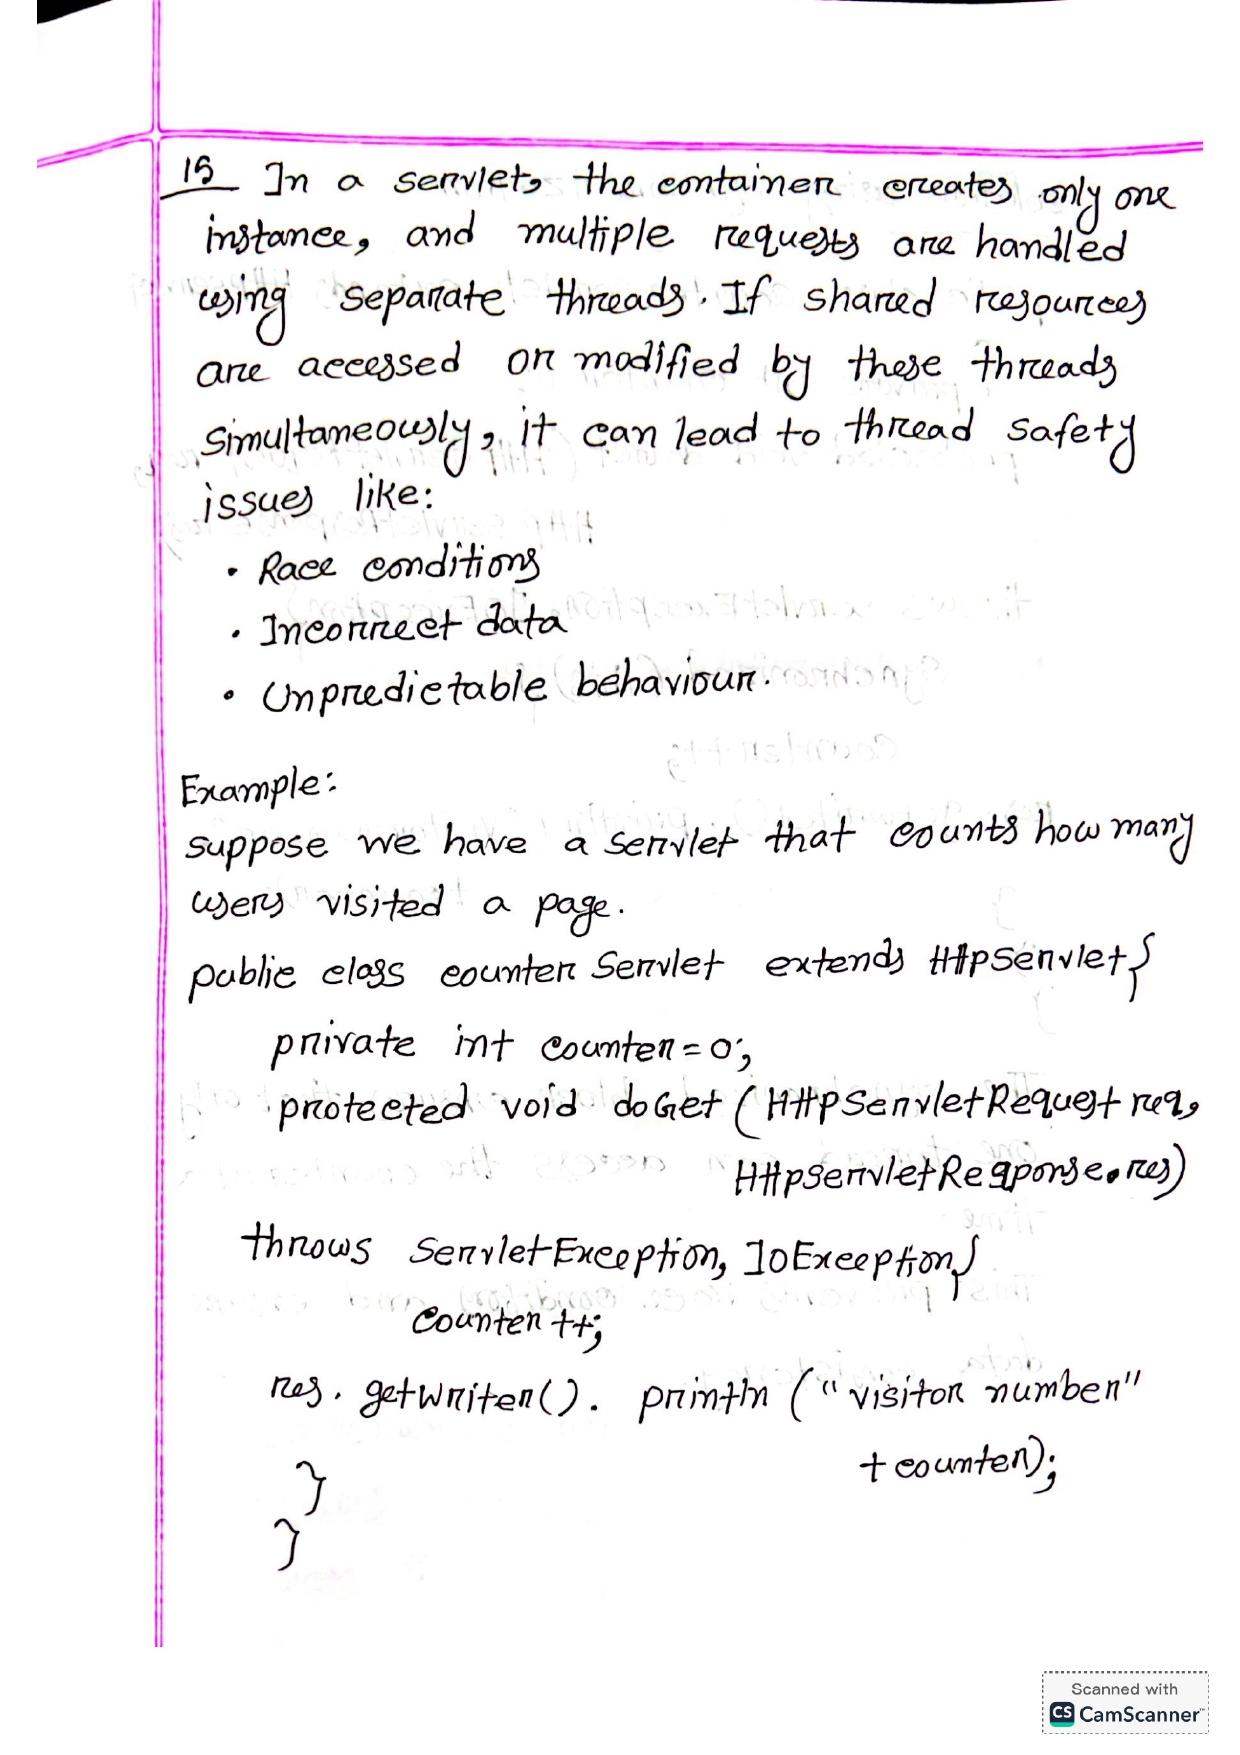 15 In a servlet, the container creates only one
instance, and multiple requests are handled
using separate threads. If shared resources
are accessed or modified by these threads
simultaneously, it can lead to thread safety
issues like:
• Race conditions
• Incorrect data
• Unpredictable behaviour.
Example:
suppose we have a servlet that counts how many
users visited a page.
public class counter Servlet extends HttpServlet{
private int counter=0;
protected void doGet (HttpServletRequest req,
HttpServletResponse.res)
throws ServletException, IoException{
counter ++;
res. getwriter(). println ("visitor number"
+ counter);
}
}
Scanned with
CS CamScanner